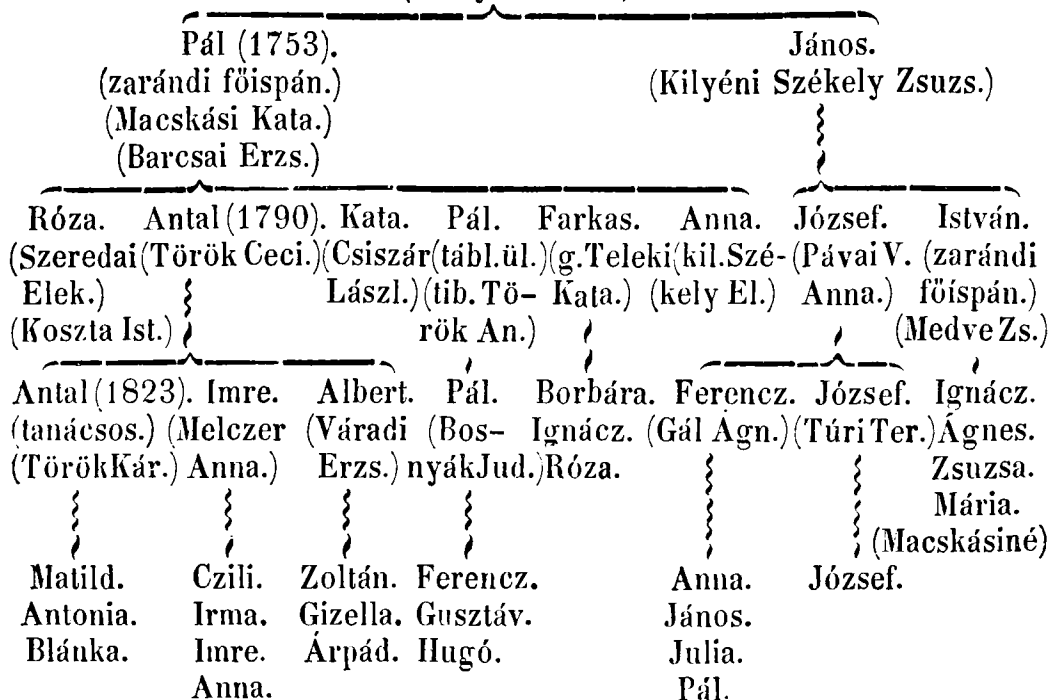 Pál (1753). János.
(zarándi főispán.) (Kilyéni Székely Zsuzs.)
(Macskási Kata.)
(Barcsai Erzs.)
Róza. Antal (1790). Kata. Pál. Farkas. Anna. József. István.
(Szeredai (Török Ceci.) (Csiszár (tábl.ül.) (g.Teleki (kil.Szé- (Pávai V. (zarándi
Elek.) Lászl.) (tib. Tö- Kata.) kely El.) Anna.) főispán.)
(Koszta Ist.) rök An.) (Medve Zs.)
Antal (1823). Imre. Albert. Pál. Borbára. Ferencz. József. Ignácz.
(tanácsos.) (Melczer (Váradi (Bos- Ignácz. (Gál Ágn.) (Túri Ter.) Ágnes.
(Török Kár.) Anna.) Erzs.) nyák Jud.) Róza. Zsuzsa.
Mária.
(Macskásiné)
Matild. Czili. Zoltán. Ferencz. Anna. József.
Antonia. Irma. Gizella. Gusztáv. János.
Blánka. Imre. Árpád. Hugó. Julia.
Anna. Pál.